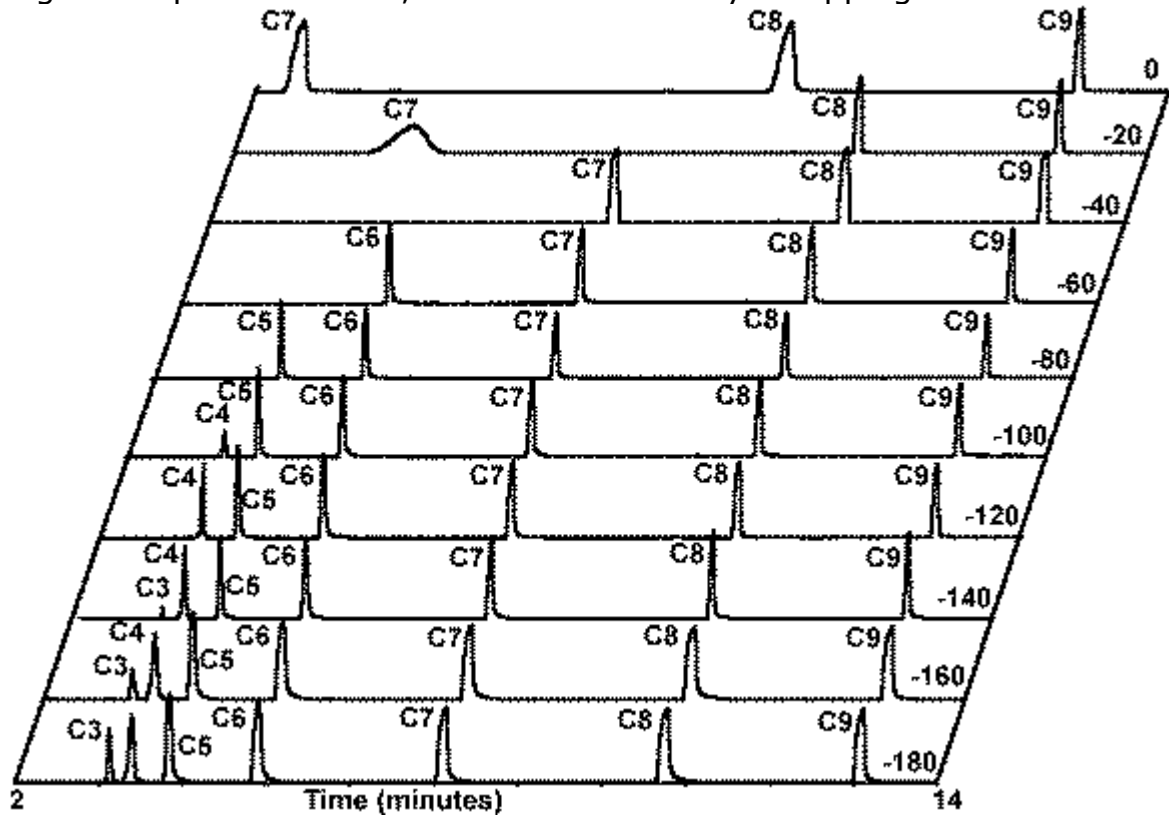 C7 C8 C9 0
C7 C8 C9 -20
C7 C8 C9 -40
C6 C7 C8 C9 -60
C5 C6 C7 C8 C9 -80
C4 C5 C6 C7 C8 C9 -100
C4 C5 C6 C7 C8 C9 -120
C3 C4 C5 C6 C7 C8 C9 -140
C3 C4 C5 C6 C7 C8 C9 -160
C3 C5 C6 C7 C8 C9 -180
2 Time (minutes) 14